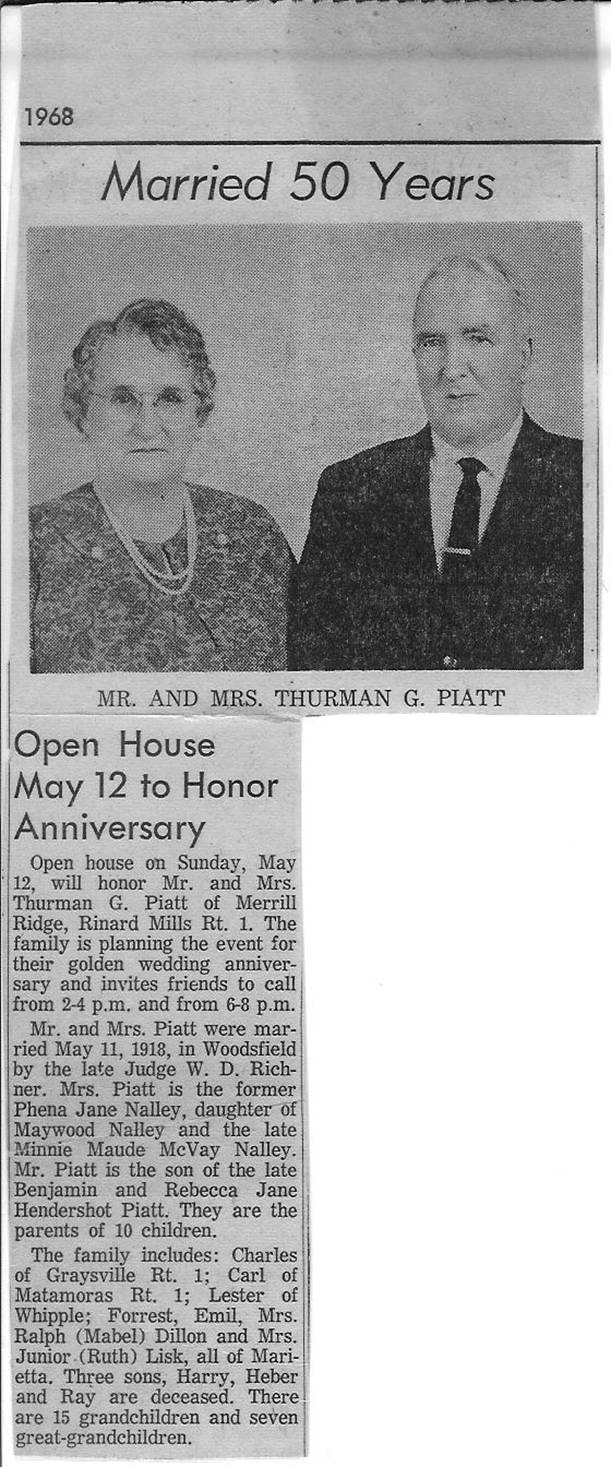 1968
Married 50 Years
MR. AND MRS. THURMAN G. PIATT
Open House
May 12 to Honor
Anniversary
Open house on Sunday, May
12, will honor Mr. and Mrs.
Thurman G. Piatt of Merrill
Ridge, Rinard Mills Rt. 1. The
family is planning the event for
their golden wedding anniver-
sary and invites friends to call
from 2-4 p.m. and from 6-8 p.m.
Mr. and Mrs. Piatt were mar-
ried May 11, 1918, in Woodsfield
by the late Judge W. D. Rich-
ner. Mrs. Piatt is the former
Phena Jane Nalley, daughter of
Maywood Nalley and the late
Minnie Maude McVay Nalley.
Mr. Piatt is the son of the late
Benjamin and Rebecca Jane
Hendershot Piatt. They are the
parents of 10 children.
The family includes: Charles
of Graysville Rt. 1; Carl of
Matamoras Rt. 1; Lester of
Whipple; Forrest, Emil, Mrs.
Ralph (Mabel) Dillon and Mrs.
Junior (Ruth) Lisk, all of Mari-
etta. Three sons, Harry, Heber
and Ray are deceased. There
are 15 grandchildren and seven
great-grandchildren.